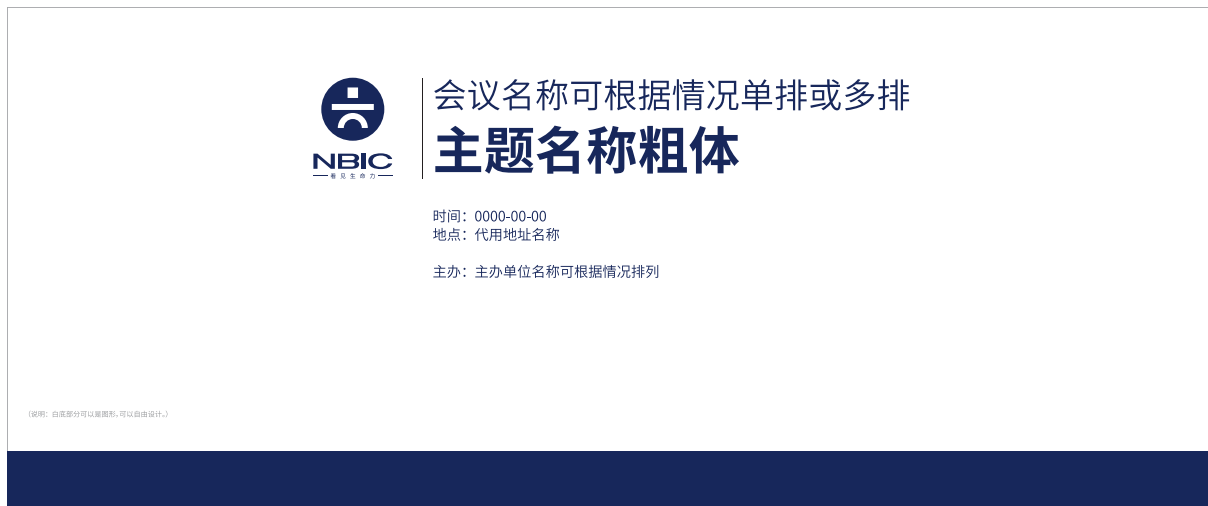 会议名称可根据情况单排或多排
主题名称粗体
NBIC
看见生命力
时间：0000-00-00
地点：代用地址名称
主办：主办单位名称可根据情况排列
（说明：白底部分可以是图形，可以自由设计。）